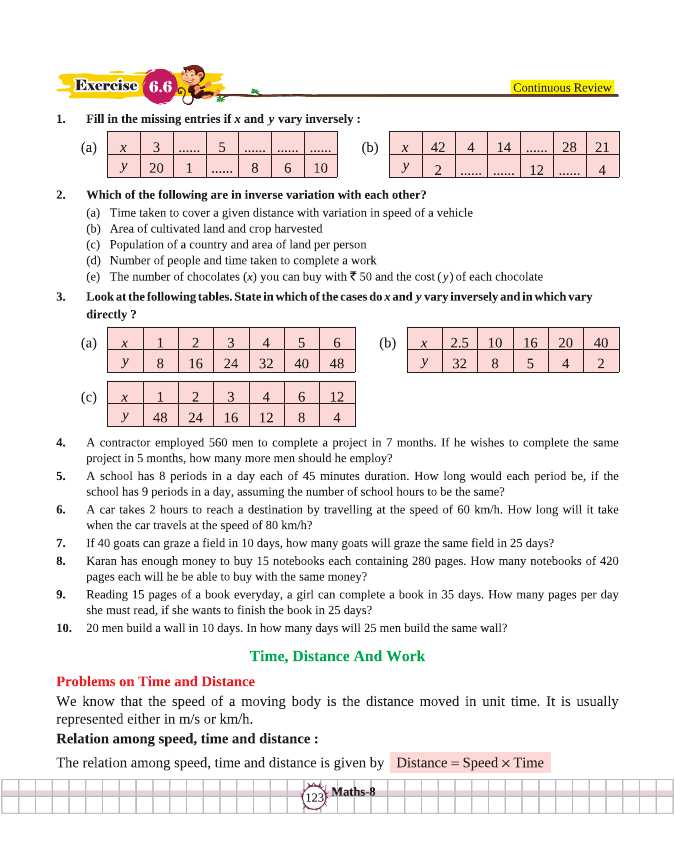 Exercise 6.6
Continuous Review
1. Fill in the missing entries if x and y vary inversely :
(a) x 3 ...... 5 ...... ...... ......
y 20 1 ...... 8 6 10
(b) x 42 4 14 ...... 28 21
y 2 ...... ...... 12 ...... 4
2. Which of the following are in inverse variation with each other?
(a) Time taken to cover a given distance with variation in speed of a vehicle
(b) Area of cultivated land and crop harvested
(c) Population of a country and area of land per person
(d) Number of people and time taken to complete a work
(e) The number of chocolates (x) you can buy with ₹ 50 and the cost (y) of each chocolate
3. Look at the following tables. State in which of the cases do x and y vary inversely and in which vary
directly ?
(a) x 1 2 3 4 5 6
y 8 16 24 32 40 48
(b) x 2.5 10 16 20 40
y 32 8 5 4 2
(c) x 1 2 3 4 6 12
y 48 24 16 12 8 4
4. A contractor employed 560 men to complete a project in 7 months. If he wishes to complete the same
project in 5 months, how many more men should he employ?
5. A school has 8 periods in a day each of 45 minutes duration. How long would each period be, if the
school has 9 periods in a day, assuming the number of school hours to be the same?
6. A car takes 2 hours to reach a destination by travelling at the speed of 60 km/h. How long will it take
when the car travels at the speed of 80 km/h?
7. If 40 goats can graze a field in 10 days, how many goats will graze the same field in 25 days?
8. Karan has enough money to buy 15 notebooks each containing 280 pages. How many notebooks of 420
pages each will he be able to buy with the same money?
9. Reading 15 pages of a book everyday, a girl can complete a book in 35 days. How many pages per day
she must read, if she wants to finish the book in 25 days?
10. 20 men build a wall in 10 days. In how many days will 25 men build the same wall?
Time, Distance And Work
Problems on Time and Distance
We know that the speed of a moving body is the distance moved in unit time. It is usually
represented either in m/s or km/h.
Relation among speed, time and distance :
The relation among speed, time and distance is given by Distance = Speed × Time
123 Maths-8